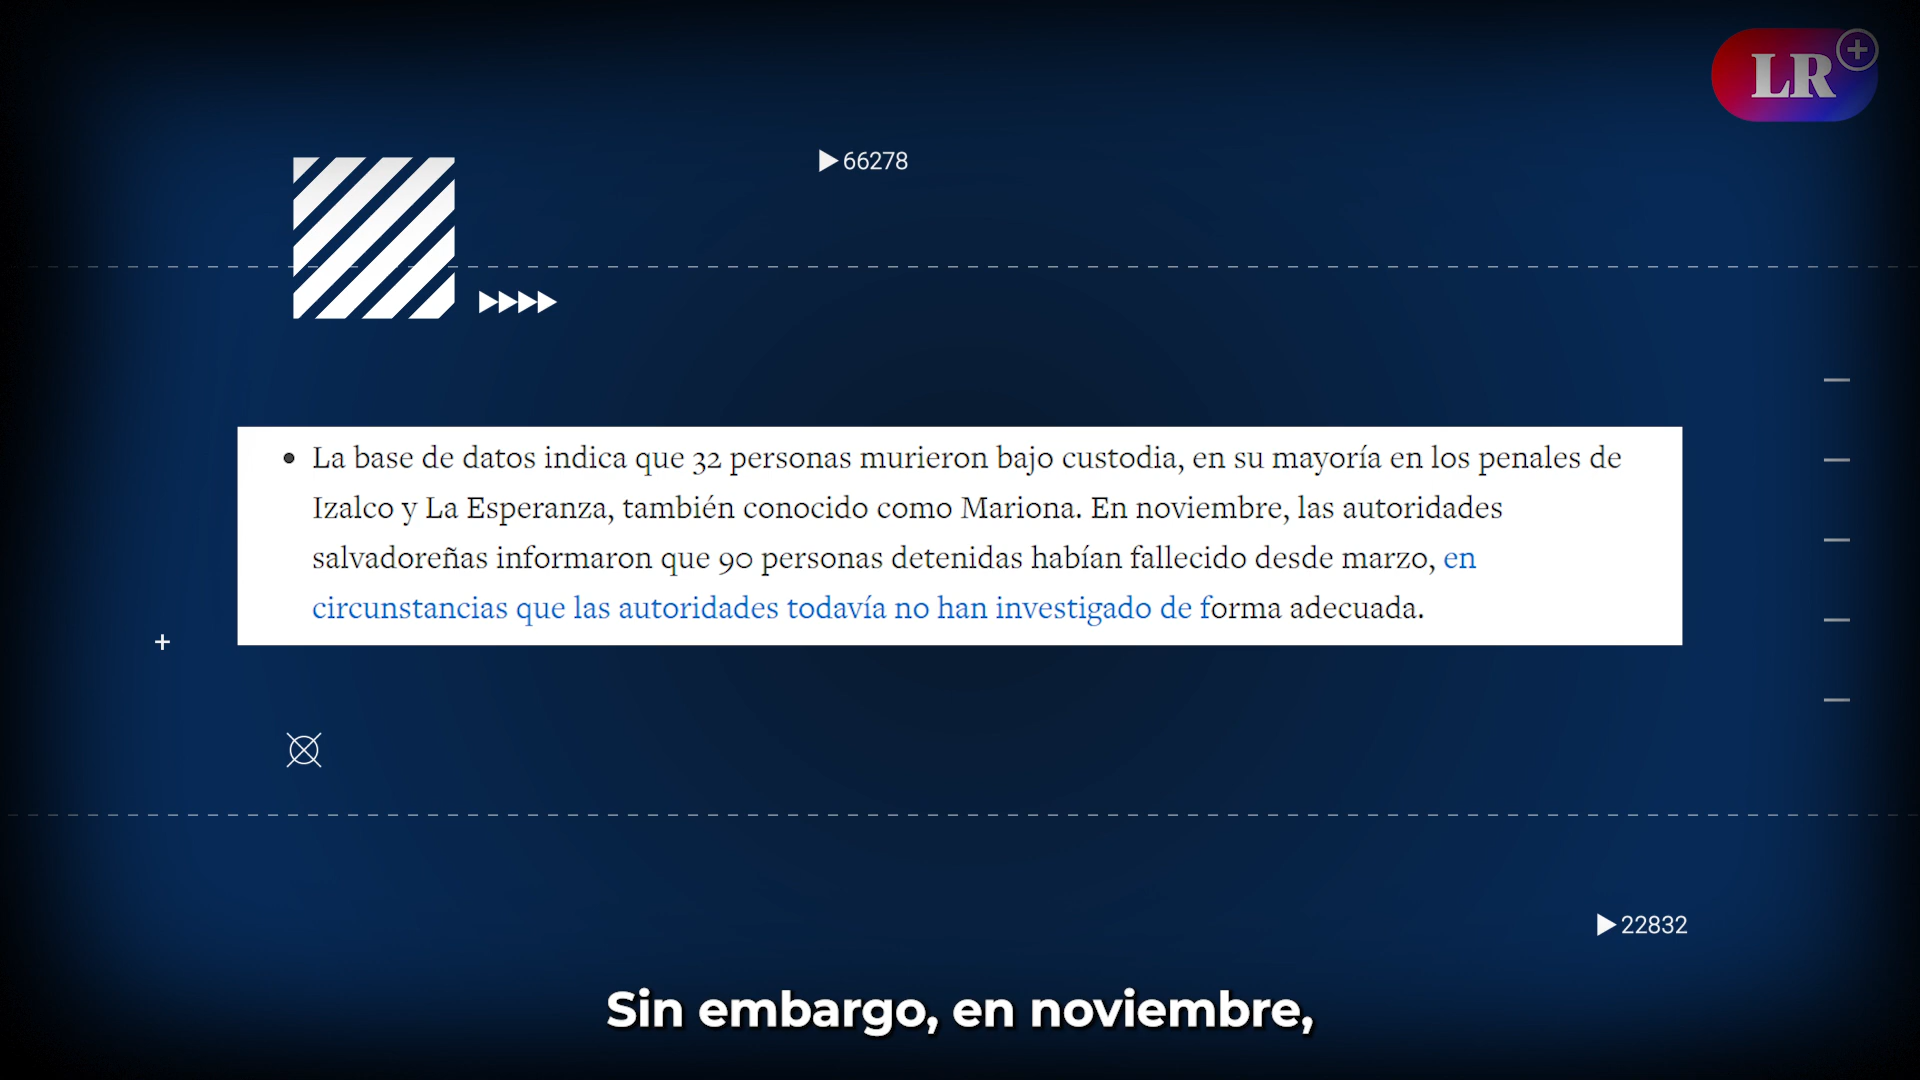 LR+
66278
La base de datos indica que 32 personas murieron bajo custodia, en su mayoría en los penales de
Izalco y La Esperanza, también conocido como Mariona. En noviembre, las autoridades
salvadoreñas informaron que 90 personas detenidas habían fallecido desde marzo, en
circunstancias que las autoridades todavía no han investigado de forma adecuada.
22832
Sin embargo, en noviembre,